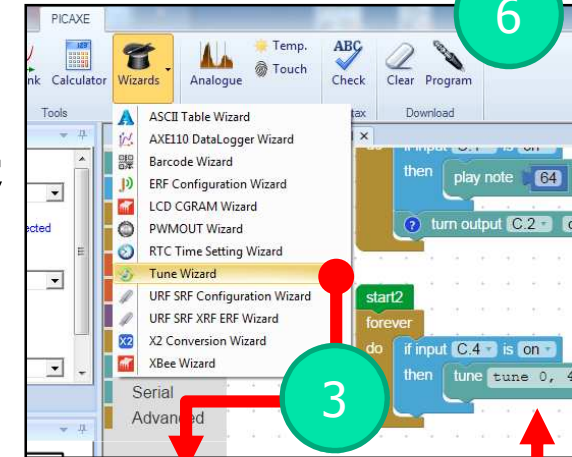 PICAXE
6
Calculator
Wizards
Analogue
Temp.
Touch
ABC
Check
Clear
Program
Tools
Download
ASCII Table Wizard
AXE110 DataLogger Wizard
Barcode Wizard
ERF Configuration Wizard
LCD CGRAM Wizard
PWMOUT Wizard
RTC Time Setting Wizard
Tune Wizard
URF SRF Configuration Wizard
URF SRF XRF ERF Wizard
X2 Conversion Wizard
XBee Wizard
Serial
Advanced
then play note 64
turn output C.2
start2
forever
do if input C.4 is on
then tune tune 0, 4
3